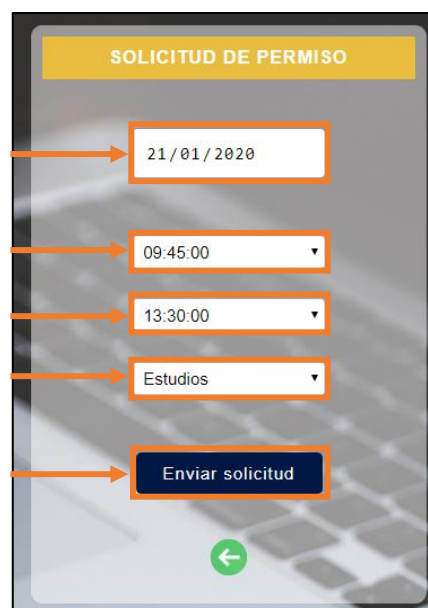 SOLICITUD DE PERMISO
21/01/2020
09:45:00
13:30:00
Estudios
Enviar solicitud